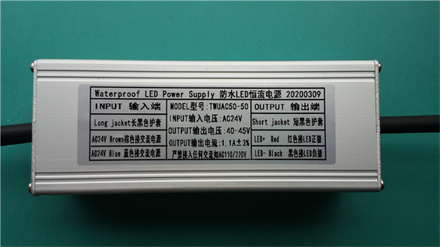 Waterproof LED Power Supply 防水LED恒流电源 20200309
INPUT 输入端
MODEL型号: TWUAC50-50
OUTPUT 输出端
Long jacket长黑色护套
INPUT输入电压: AC24V
Short jacket 短黑色护套
OUTPUT输出电压: 40-45V
AC24V Brown棕色接交流电源
OUTPUT输出电流: 1.1A±3%
LED+ Red 红色接LED正极
AC24V Blue 蓝色接交流电源
严禁接入任何交流如AC110/220V
LED- Black 黑色接LED负极